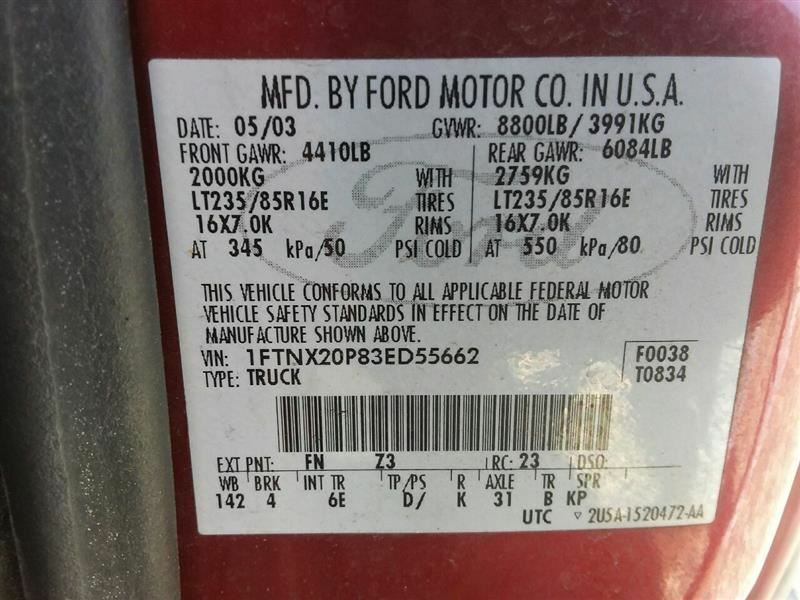 MFD. BY FORD MOTOR CO. IN U.S.A.
DATE: 05/03 GVWR: 8800LB/ 3991KG
FRONT GAWR: 4410LB REAR GAWR: 6084LB
2000KG WITH 2759KG WITH
LT235/85R16E TIRES LT235/85R16E TIRES
16X7.0K RIMS 16X7.0K RIMS
AT 345 kPa/50 PSI COLD AT 550 kPa/80 PSI COLD
Ford
THIS VEHICLE CONFORMS TO ALL APPLICABLE FEDERAL MOTOR
VEHICLE SAFETY STANDARDS IN EFFECT ON THE DATE OF
MANUFACTURE SHOWN ABOVE.
VIN: 1FTNX20P83ED55662 F0038
TYPE: TRUCK T0834
EXT PNT: FN Z3 RC: 23 DSO:
WB BRK INT TR TP/PS R AXLE TR SPR
142 4 6E D/ K 31 B KP
UTC ▽ 2U5A-1520472-AA